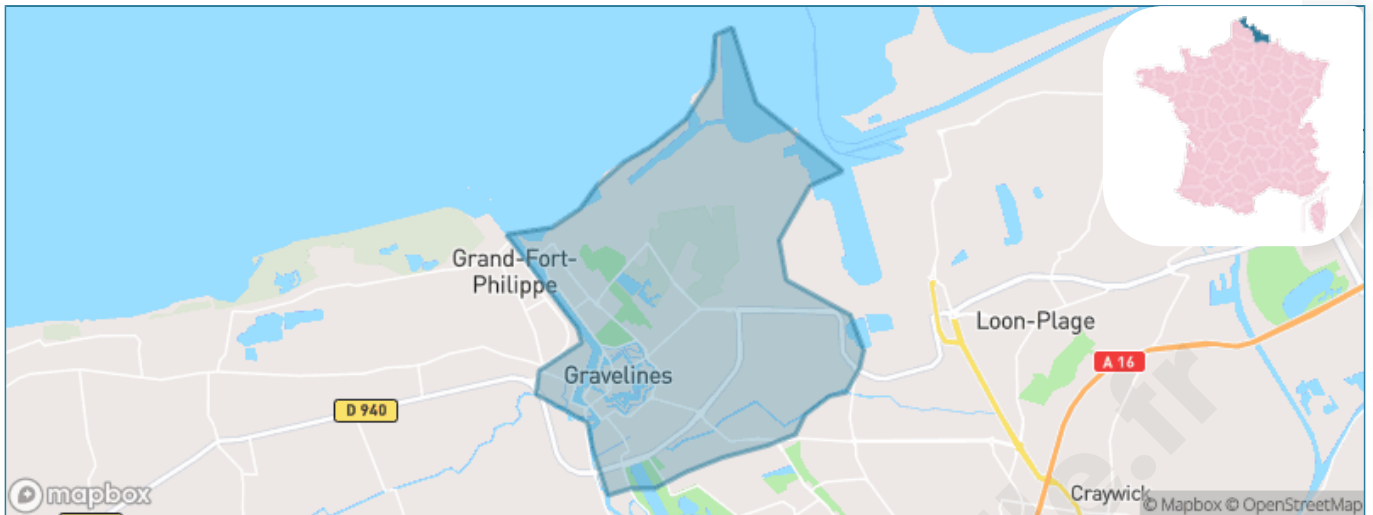 Grand-Fort-
Philippe
Loon-Plage
A 16
Gravelines
D 940
Craywick
mapbox
© Mapbox © OpenStreetMap